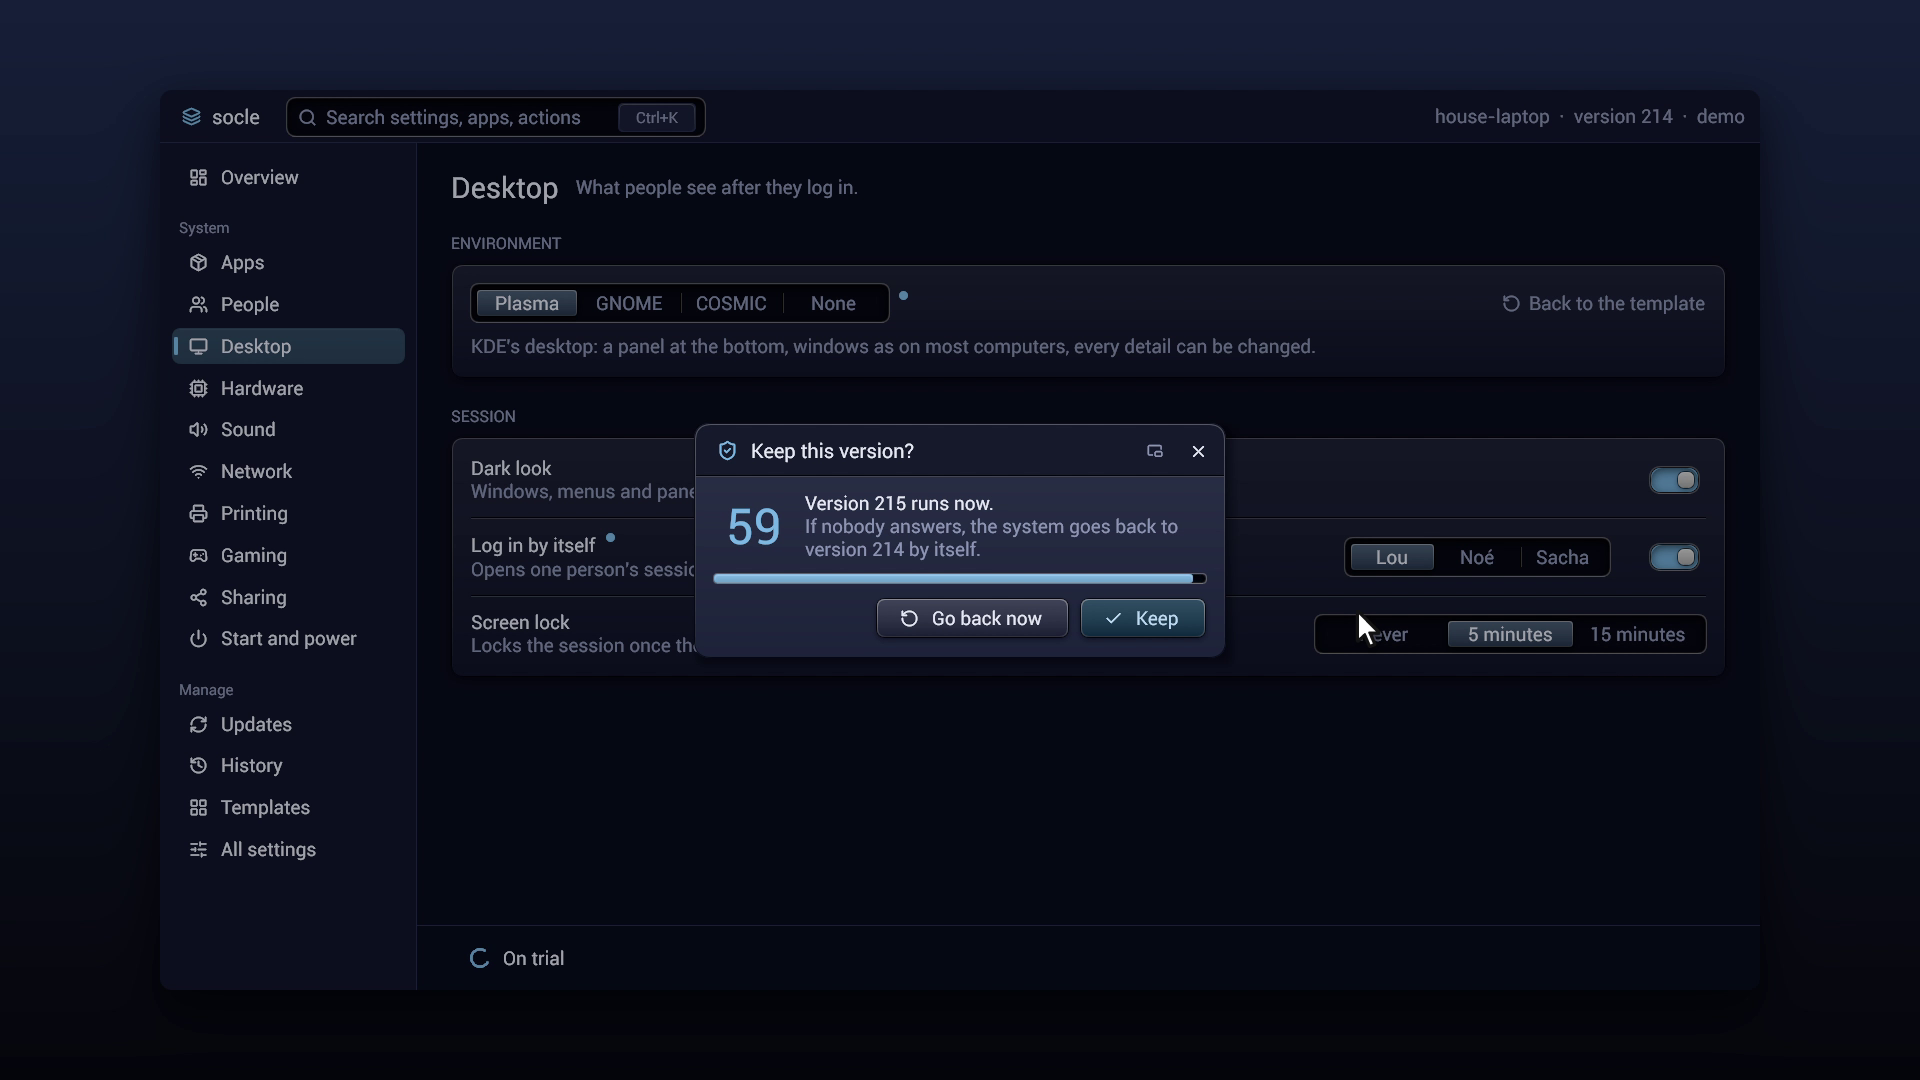 socle
Search settings, apps, actions
Ctrl+K
house-laptop · version 214 · demo
Overview
System
Apps
People
Desktop
Hardware
Sound
Network
Printing
Gaming
Sharing
Start and power
Manage
Updates
History
Templates
All settings
Desktop
What people see after they log in.
ENVIRONMENT
Plasma
GNOME
COSMIC
None
Back to the template
KDE's desktop: a panel at the bottom, windows as on most computers, every detail can be changed.
SESSION
Dark look
Windows, menus and
Log in by itself
Opens one person's
Lou
Noé
Sacha
Screen lock
Locks the session once
5 minutes
15 minutes
Keep this version?
59
Version 215 runs now.
If nobody answers, the system goes back to
version 214 by itself.
Go back now
Keep
On trial